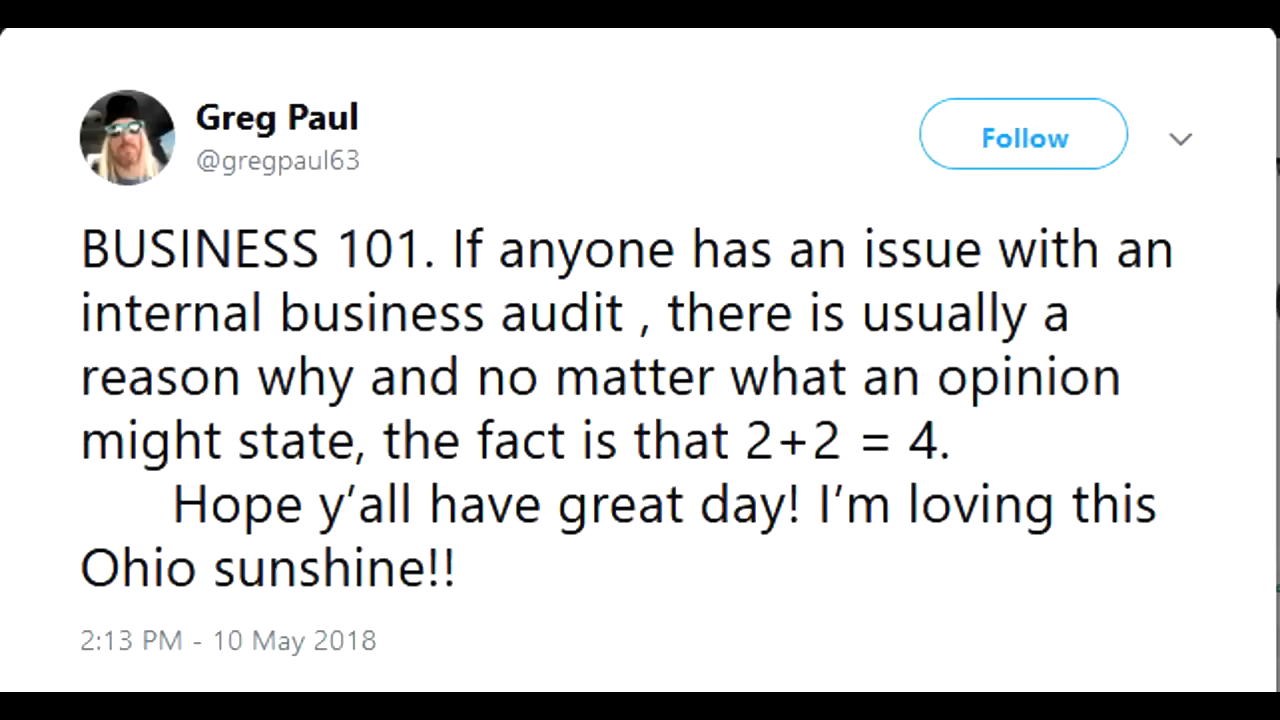 Greg Paul
@gregpaul63
Follow
BUSINESS 101. If anyone has an issue with an
internal business audit , there is usually a
reason why and no matter what an opinion
might state, the fact is that 2+2 = 4.
Hope y’all have great day! I’m loving this
Ohio sunshine!!
2:13 PM - 10 May 2018